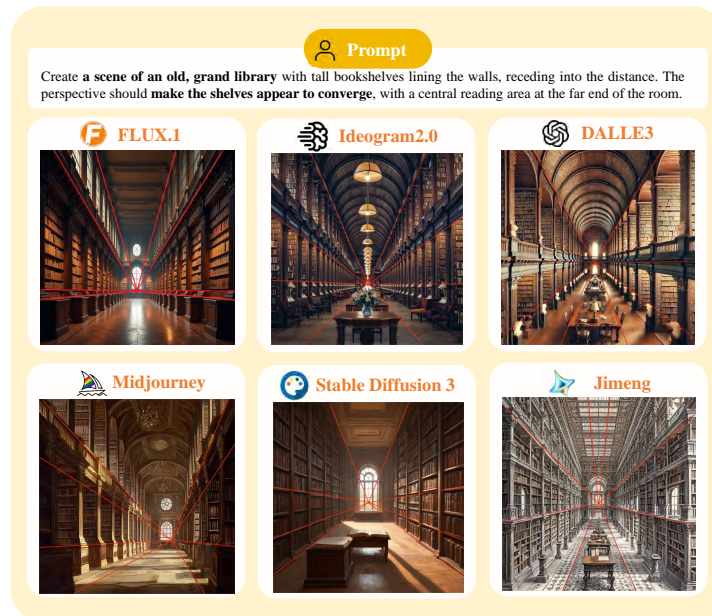 Prompt
Create a scene of an old, grand library with tall bookshelves lining the walls, receding into the distance. The
perspective should make the shelves appear to converge, with a central reading area at the far end of the room.
FLUX.1
Ideogram2.0
DALLE3
Midjourney
Stable Diffusion 3
Jimeng